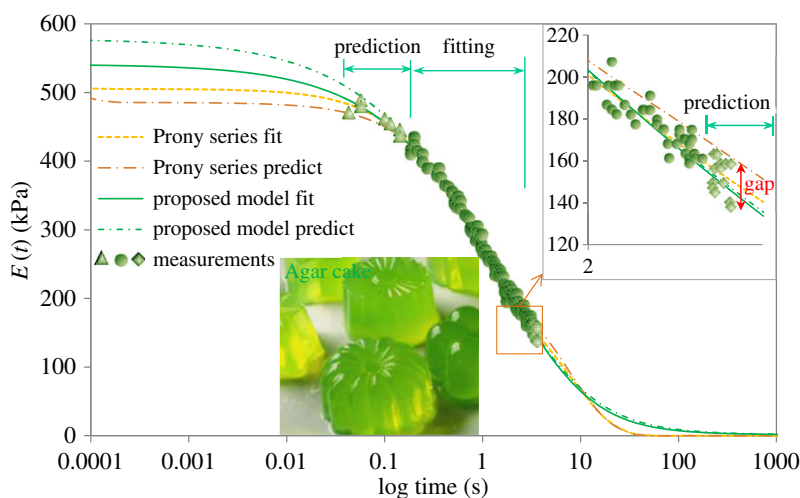 E (t) (kPa)
600
500
400
300
200
100
0
0.0001
0.001
0.01
0.1
1
10
100
1000
log time (s)
prediction
fitting
Prony series fit
Prony series predict
proposed model fit
proposed model predict
measurements
Agar cake
220
200
180
160
140
120
2
prediction
gap